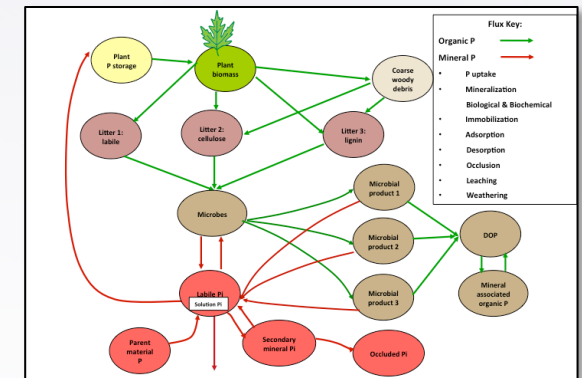 Flux Key:
Organic P
Mineral P
• P uptake
• Mineralization
Biological & Biochemical
• Immobilization
• Adsorption
• Desorption
• Occlusion
• Leaching
• Weathering
Plant
P storage
Plant
biomass
Coarse
woody
debris
Litter 1:
labile
Litter 2:
cellulose
Litter 3:
lignin
Microbes
Microbial
product 1
Microbial
product 2
Microbial
product 3
DOP
Mineral
associated
organic P
Labile Pi
Solution Pi
Parent
material
P
Secondary
mineral Pi
Occluded Pi